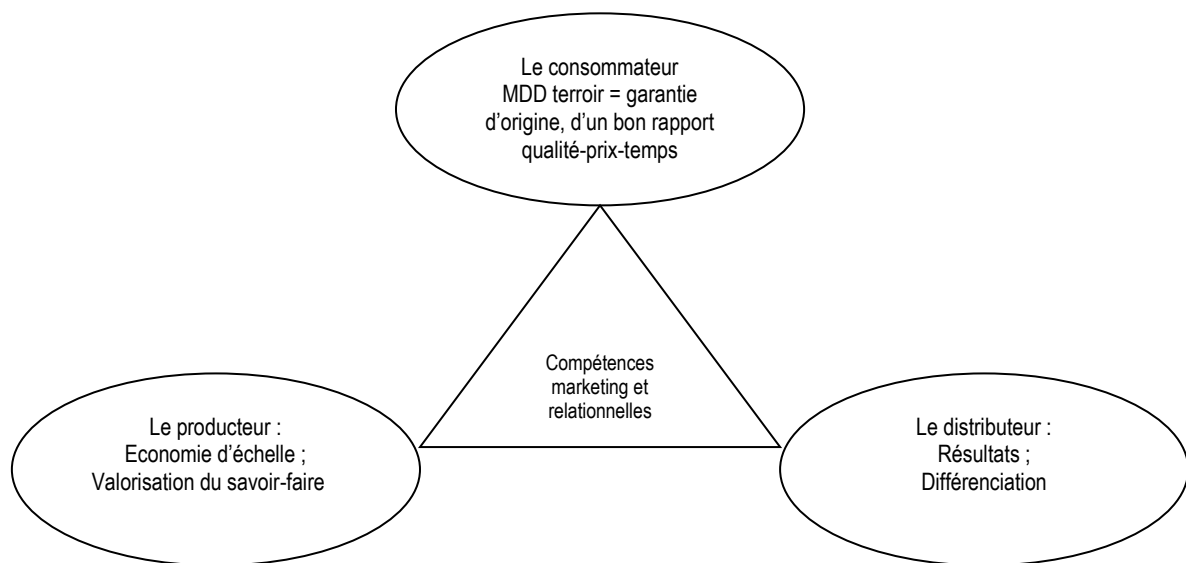 Le consommateur
MDD terroir = garantie
d’origine, d’un bon rapport
qualité-prix-temps
Compétences
marketing et
relationnelles
Le producteur :
Economie d’échelle ;
Valorisation du savoir-faire
Le distributeur :
Résultats ;
Différenciation